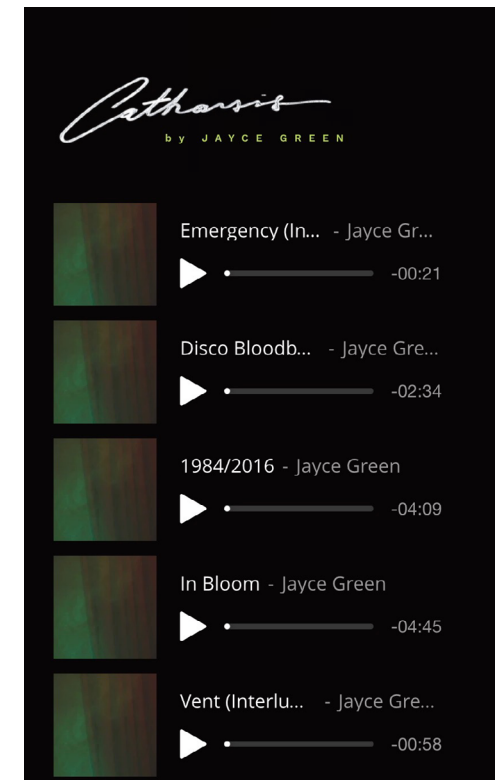 Catharsis
by JAYCE GREEN
Emergency (In... - Jayce Gr...
-00:21
Disco Bloodb... - Jayce Gre...
-02:34
1984/2016 - Jayce Green
-04:09
In Bloom - Jayce Green
-04:45
Vent (Interlu... - Jayce Gre...
-00:58